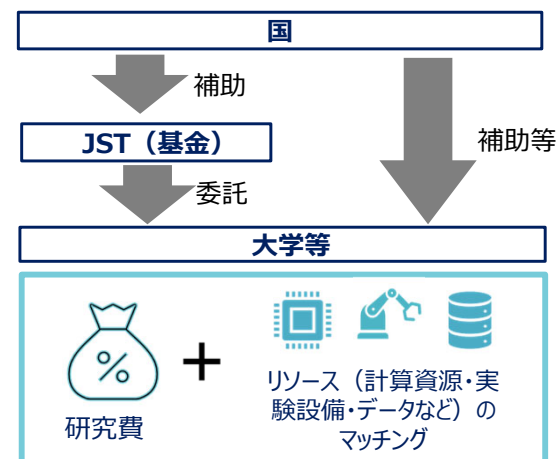 国
補助
JST（基金）
補助等
委託
大学等
%
+
リソース（計算資源・実
験設備・データなど）の
マッチング
研究費